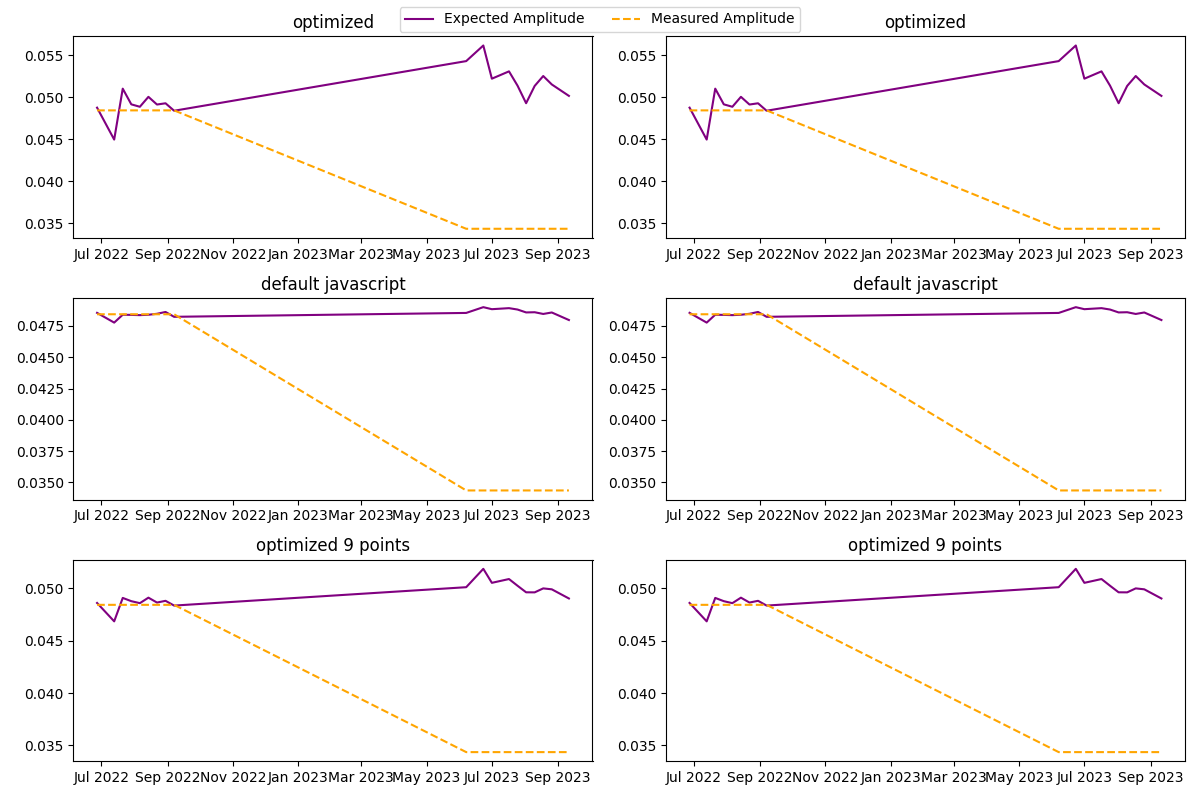 Expected Amplitude Measured Amplitude
optimized optimized
0.055 0.055
0.050 0.050
0.045 0.045
0.040 0.040
0.035 0.035
Jul 2022 Sep 2022 Nov 2022 Jan 2023 Mar 2023 May 2023 Jul 2023 Sep 2023 Jul 2022 Sep 2022 Nov 2022 Jan 2023 Mar 2023 May 2023 Jul 2023 Sep 2023
default javascript default javascript
0.0475 0.0475
0.0450 0.0450
0.0425 0.0425
0.0400 0.0400
0.0375 0.0375
0.0350 0.0350
Jul 2022 Sep 2022 Nov 2022 Jan 2023 Mar 2023 May 2023 Jul 2023 Sep 2023 Jul 2022 Sep 2022 Nov 2022 Jan 2023 Mar 2023 May 2023 Jul 2023 Sep 2023
optimized 9 points optimized 9 points
0.050 0.050
0.045 0.045
0.040 0.040
0.035 0.035
Jul 2022 Sep 2022 Nov 2022 Jan 2023 Mar 2023 May 2023 Jul 2023 Sep 2023 Jul 2022 Sep 2022 Nov 2022 Jan 2023 Mar 2023 May 2023 Jul 2023 Sep 2023